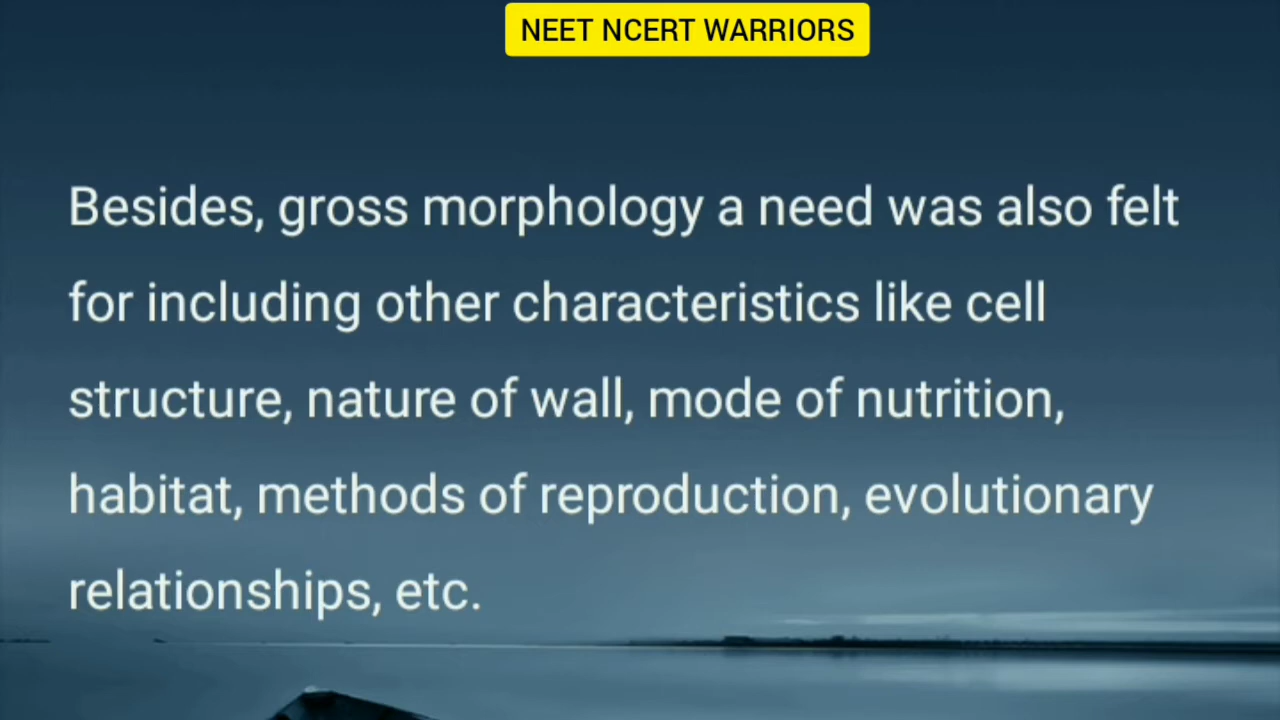 NEET NCERT WARRIORS
Besides, gross morphology a need was also felt
for including other characteristics like cell
structure, nature of wall, mode of nutrition,
habitat, methods of reproduction, evolutionary
relationships, etc.